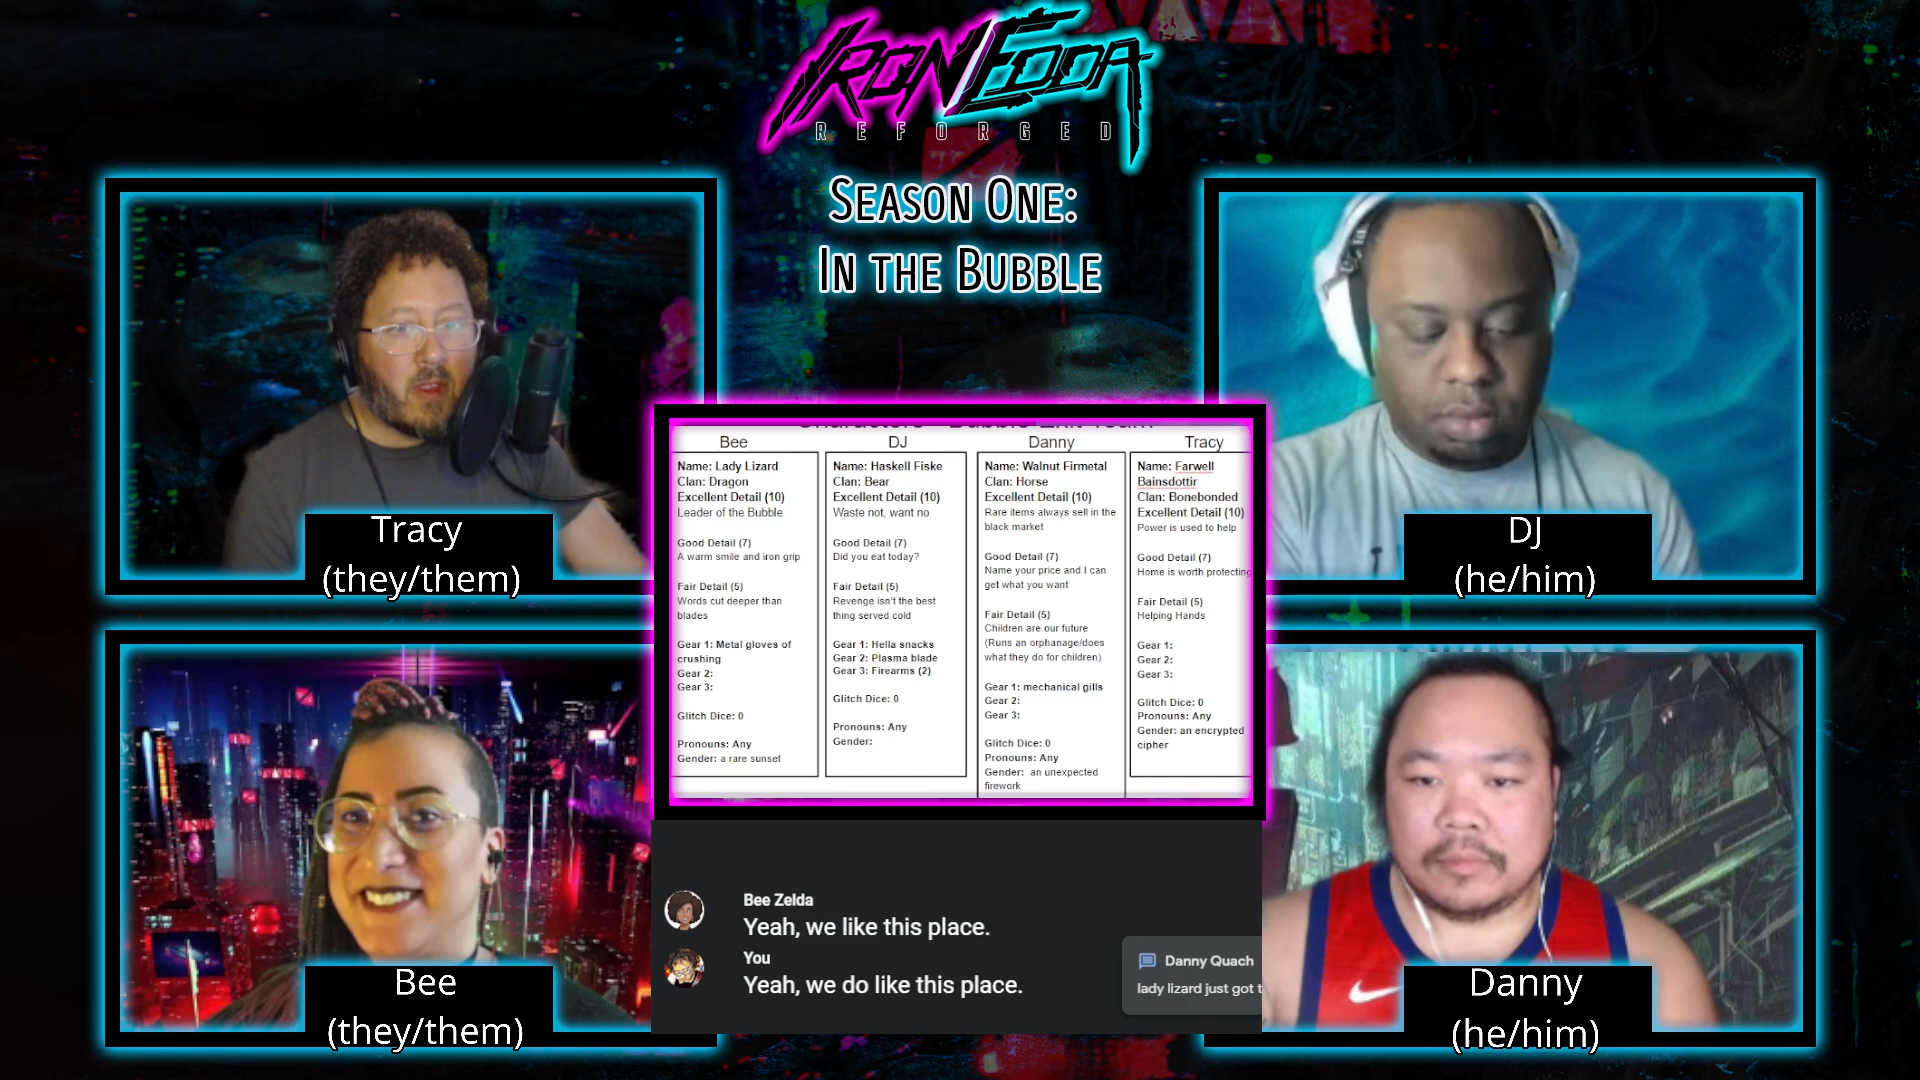 IRON EDDA
REFORGED
SEASON ONE:
IN THE BUBBLE
Tracy
(they/them)
DJ
(he/him)
Bee
(they/them)
Danny
(he/him)
Characters - Bubble Exit Team
Bee
Name: Lady Lizard
Clan: Dragon
Excellent Detail (10)
Leader of the Bubble
Good Detail (7)
A warm smile and iron grip
Fair Detail (5)
Words cut deeper than
blades
Gear 1: Metal gloves of
crushing
Gear 2:
Gear 3:
Glitch Dice: 0
Pronouns: Any
Gender: a rare sunset
DJ
Name: Haskell Fiske
Clan: Bear
Excellent Detail (10)
Waste not, want no
Good Detail (7)
Did you eat today?
Fair Detail (5)
Revenge isn't the best
thing served cold
Gear 1: Hella snacks
Gear 2: Plasma blade
Gear 3: Firearms (2)
Glitch Dice: 0
Pronouns: Any
Gender:
Danny
Name: Walnut Firmetal
Clan: Horse
Excellent Detail (10)
Rare items always sell in the
black market
Good Detail (7)
Name your price and I can
get what you want
Fair Detail (5)
Children are our future
(Runs an orphanage/does
what they do for children)
Gear 1: mechanical gills
Gear 2:
Gear 3:
Glitch Dice: 0
Pronouns: Any
Gender: an unexpected
firework
Tracy
Name: Farwell
Bainsdottir
Clan: Bonebonded
Excellent Detail (10)
Power is used to help
Good Detail (7)
Home is worth protecting
Fair Detail (5)
Helping Hands
Gear 1:
Gear 2:
Gear 3:
Glitch Dice: 0
Pronouns: Any
Gender: an encrypted
cipher
Bee Zelda
Yeah, we like this place.
You
Yeah, we do like this place.
Danny Quach
lady lizard just got t